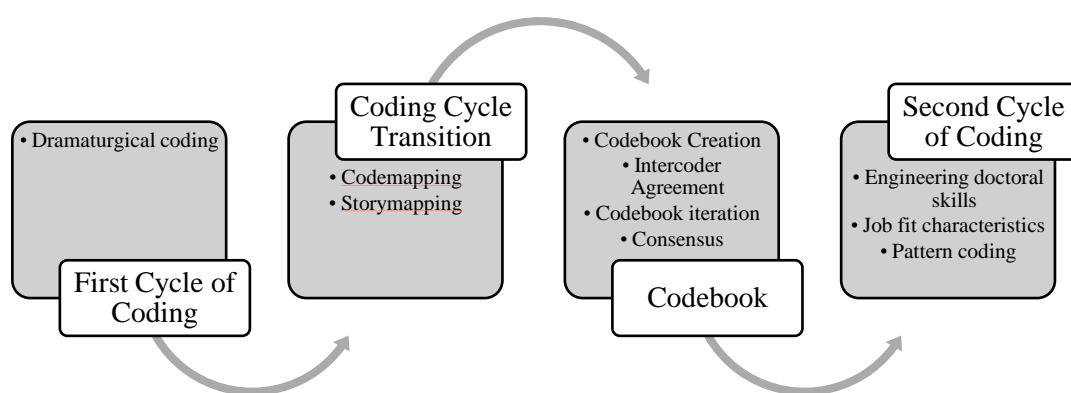 • Dramaturgical coding
First Cycle of
Coding
Coding Cycle
Transition
• Codemapping
• Storymapping
• Codebook Creation
• Intercoder
Agreement
• Codebook iteration
• Consensus
Codebook
Second Cycle
of Coding
• Engineering doctoral
skills
• Job fit characteristics
• Pattern coding